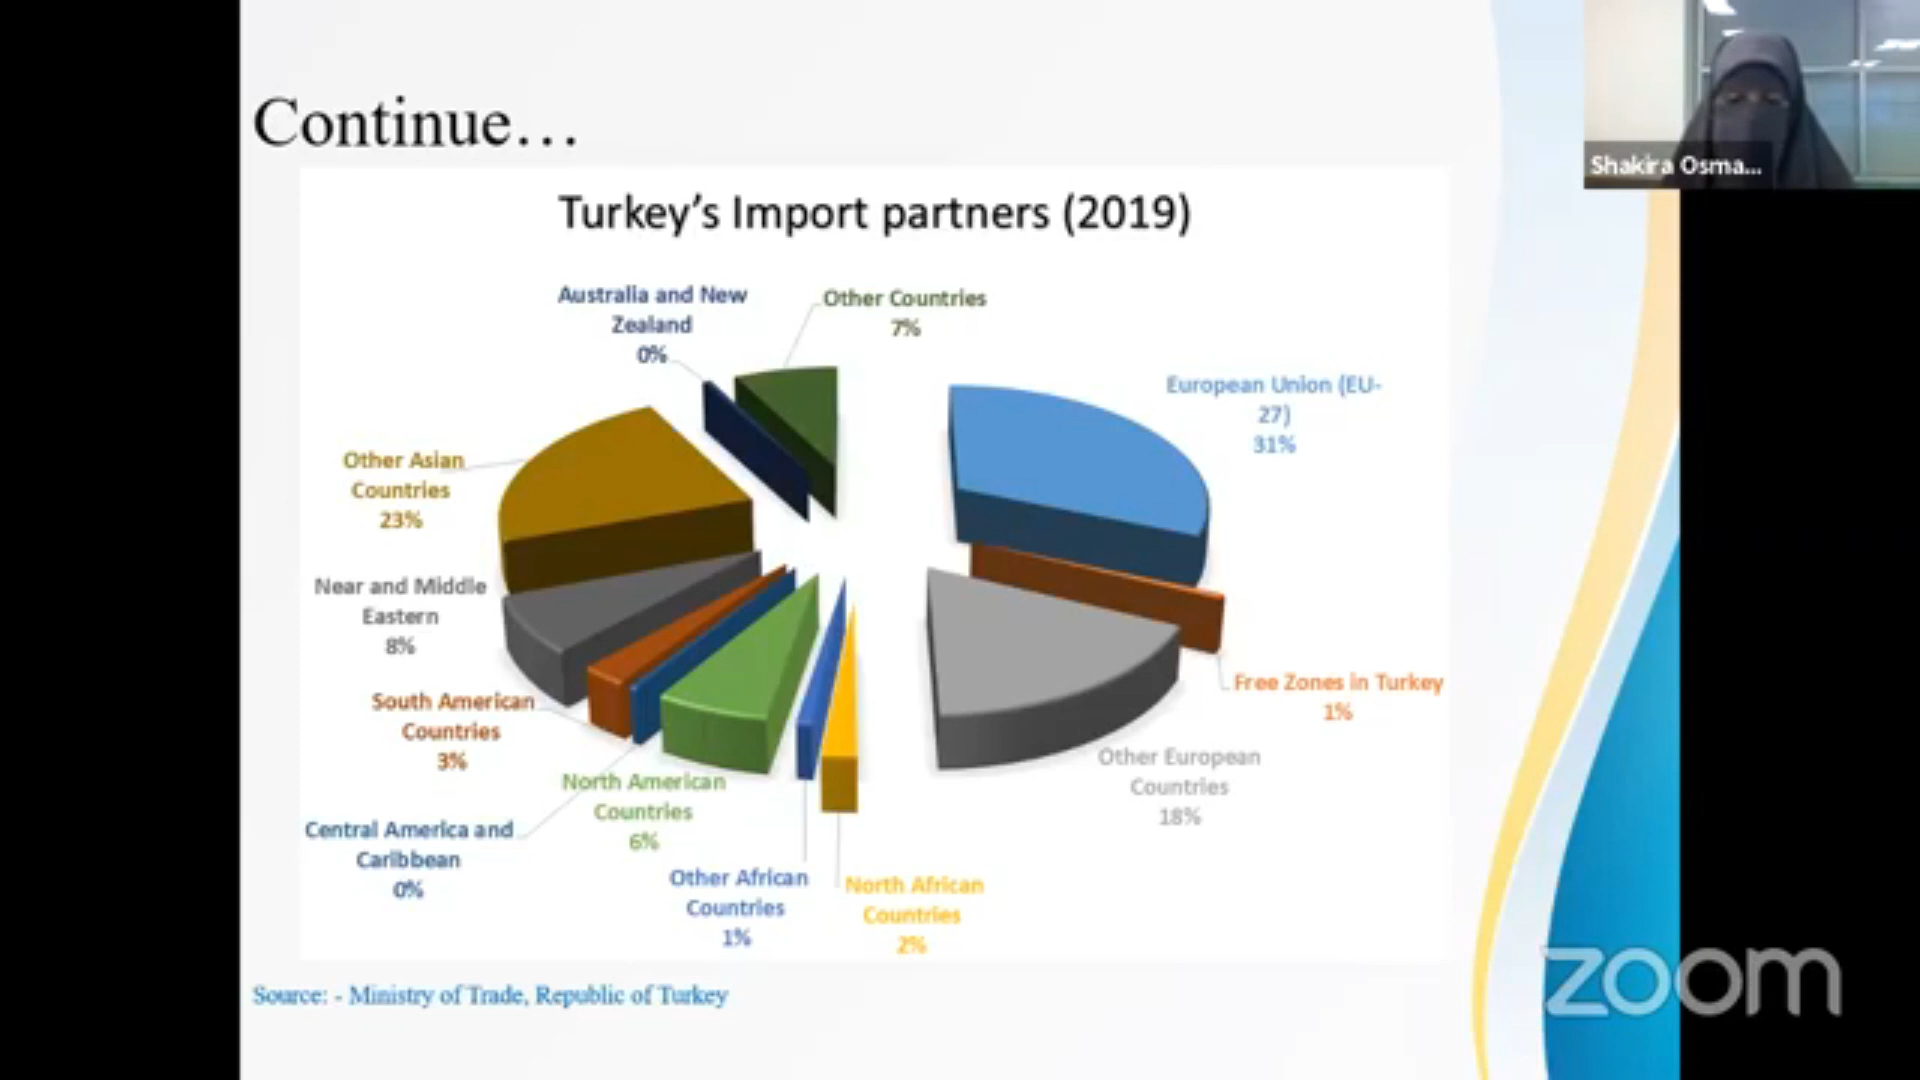 Continue…
Shakira Osma...
Turkey's Import partners (2019)
Australia and New
Zealand
0%
Other Countries
7%
European Union (EU-
27)
31%
Other Asian
Countries
23%
Near and Middle
Eastern
8%
Free Zones in Turkey
1%
South American
Countries
3%
Other European
Countries
18%
North American
Countries
6%
Central America and
Caribbean
0%
Other African
Countries
1%
North African
Countries
2%
Source: - Ministry of Trade, Republic of Turkey
zoom